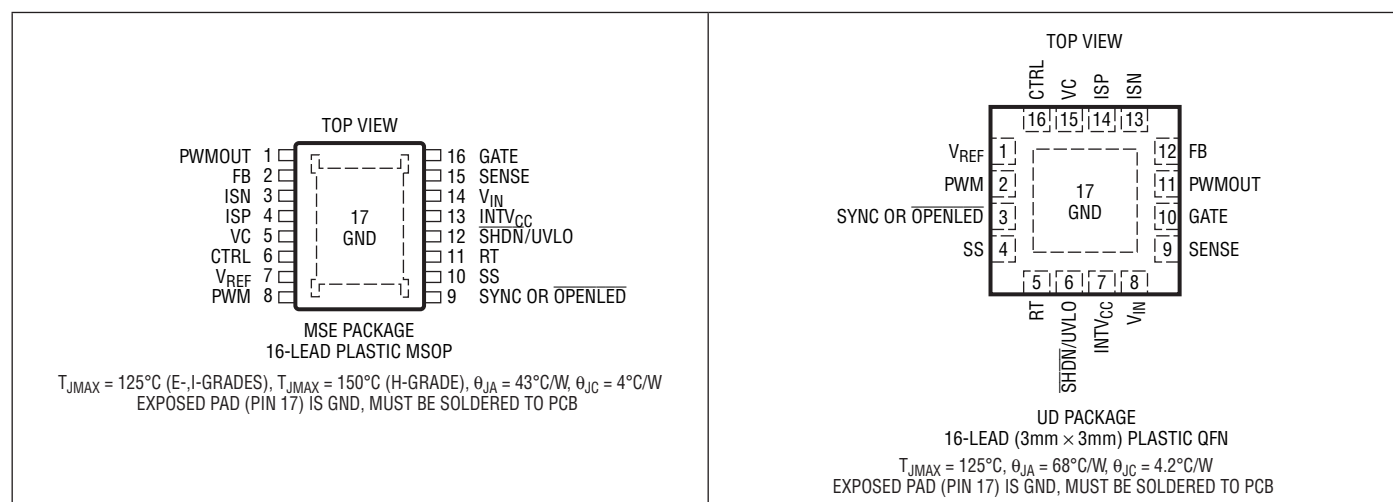 TOP VIEW
PWMOUT 1
FB 2
ISN 3
ISP 4
VC 5
CTRL 6
VREF 7
PWM 8
16 GATE
15 SENSE
14 VIN
13 INTVCC
12 SHDN/UVLO
11 RT
10 SS
9 SYNC OR OPENLED
17
GND
MSE PACKAGE
16-LEAD PLASTIC MSOP
TJMAX = 125°C (E-,I-GRADES), TJMAX = 150°C (H-GRADE), θJA = 43°C/W, θJC = 4°C/W
EXPOSED PAD (PIN 17) IS GND, MUST BE SOLDERED TO PCB
TOP VIEW
CTRL VC ISP ISN
16 15 14 13
VREF 1
PWM 2
SYNC OR OPENLED 3
SS 4
17
GND
12 FB
11 PWMOUT
10 GATE
9 SENSE
5 6 7 8
RT SHDN/UVLO INTVCC VIN
UD PACKAGE
16-LEAD (3mm × 3mm) PLASTIC QFN
TJMAX = 125°C, θJA = 68°C/W, θJC = 4.2°C/W
EXPOSED PAD (PIN 17) IS GND, MUST BE SOLDERED TO PCB